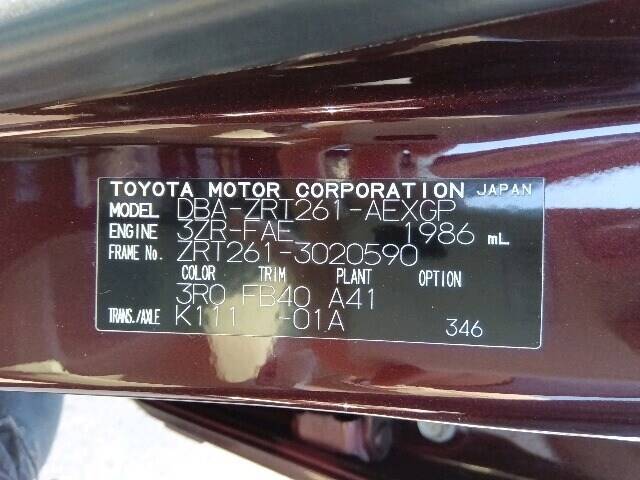 TOYOTA MOTOR CORPORATION JAPAN
MODEL DBA-ZRT261-AEXGP
ENGINE 3ZR-FAE 1986 mL
FRAME No. ZRT261-3020590
COLOR TRIM PLANT OPTION
3R0 FB40 A41
TRANS./AXLE K111 -01A 346